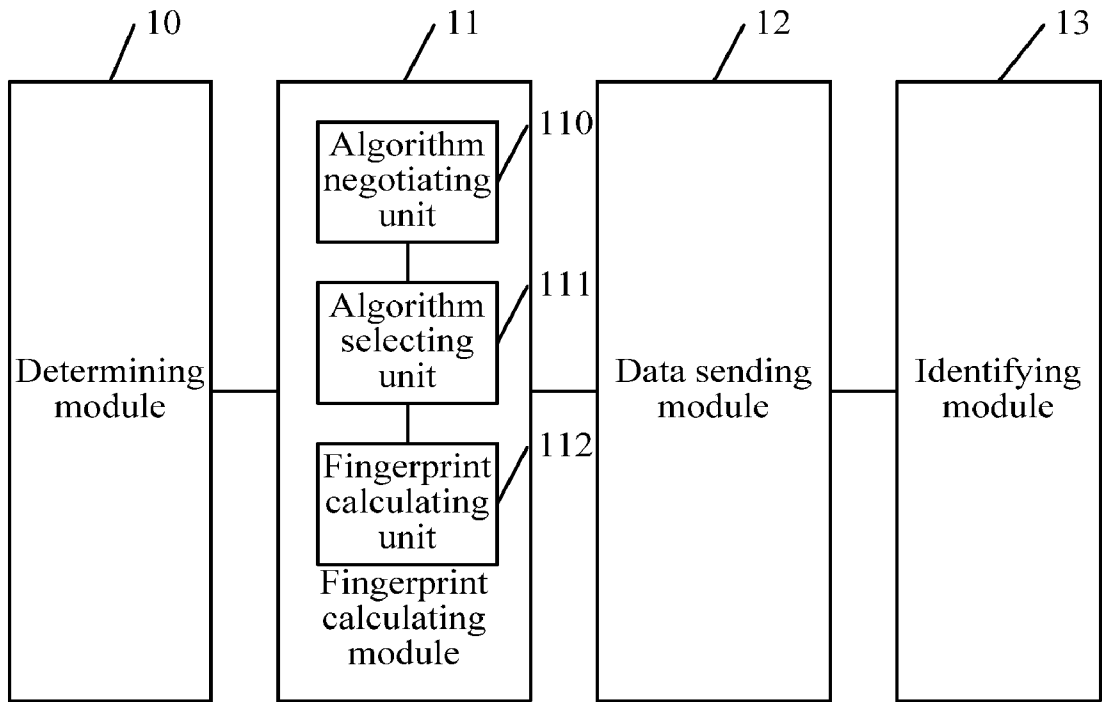 10
11
12
13
Determining
module
Algorithm
negotiating
unit
110
Algorithm
selecting
unit
111
Fingerprint
calculating
unit
112
Fingerprint
calculating
module
Data sending
module
Identifying
module